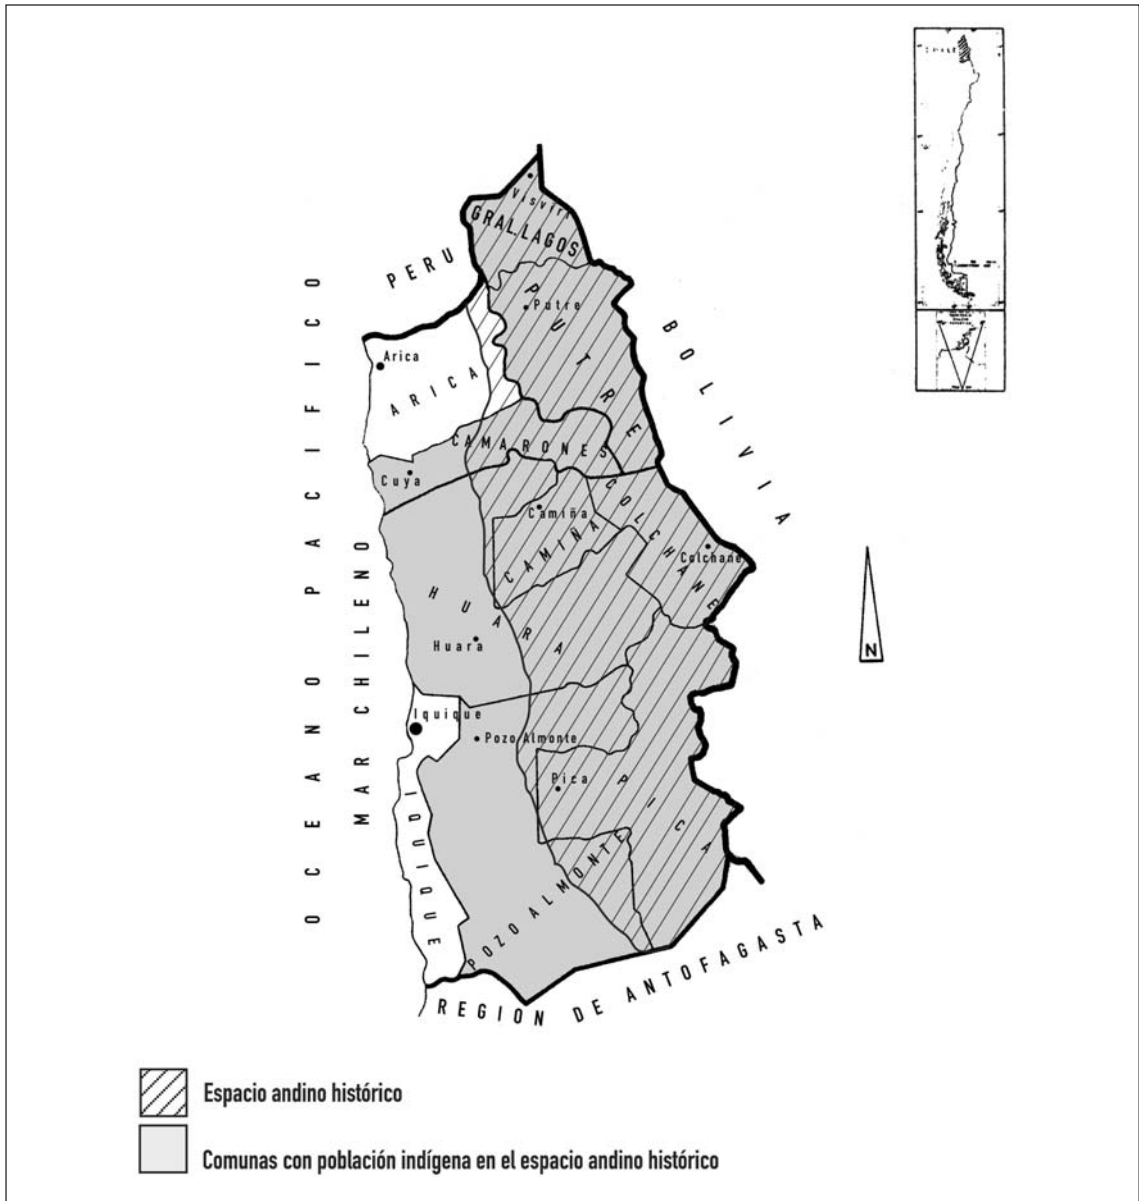 CHILE
Visviri
GRAL LAGOS
PERU
Putre
PUTRE
BOLIVIA
Arica
ARICA
CAMARONES
Cuya
COLCHANE
Camiña
CAMIÑA
Colchane
HUARA
Huara
OCEANO PACIFICO
MAR CHILENO
N
Iquique
Pozo Almonte
Pica
PICA
IQUIQUE
POZO ALMONTE
REGION DE ANTOFAGASTA
Espacio andino histórico
Comunas con población indígena en el espacio andino histórico